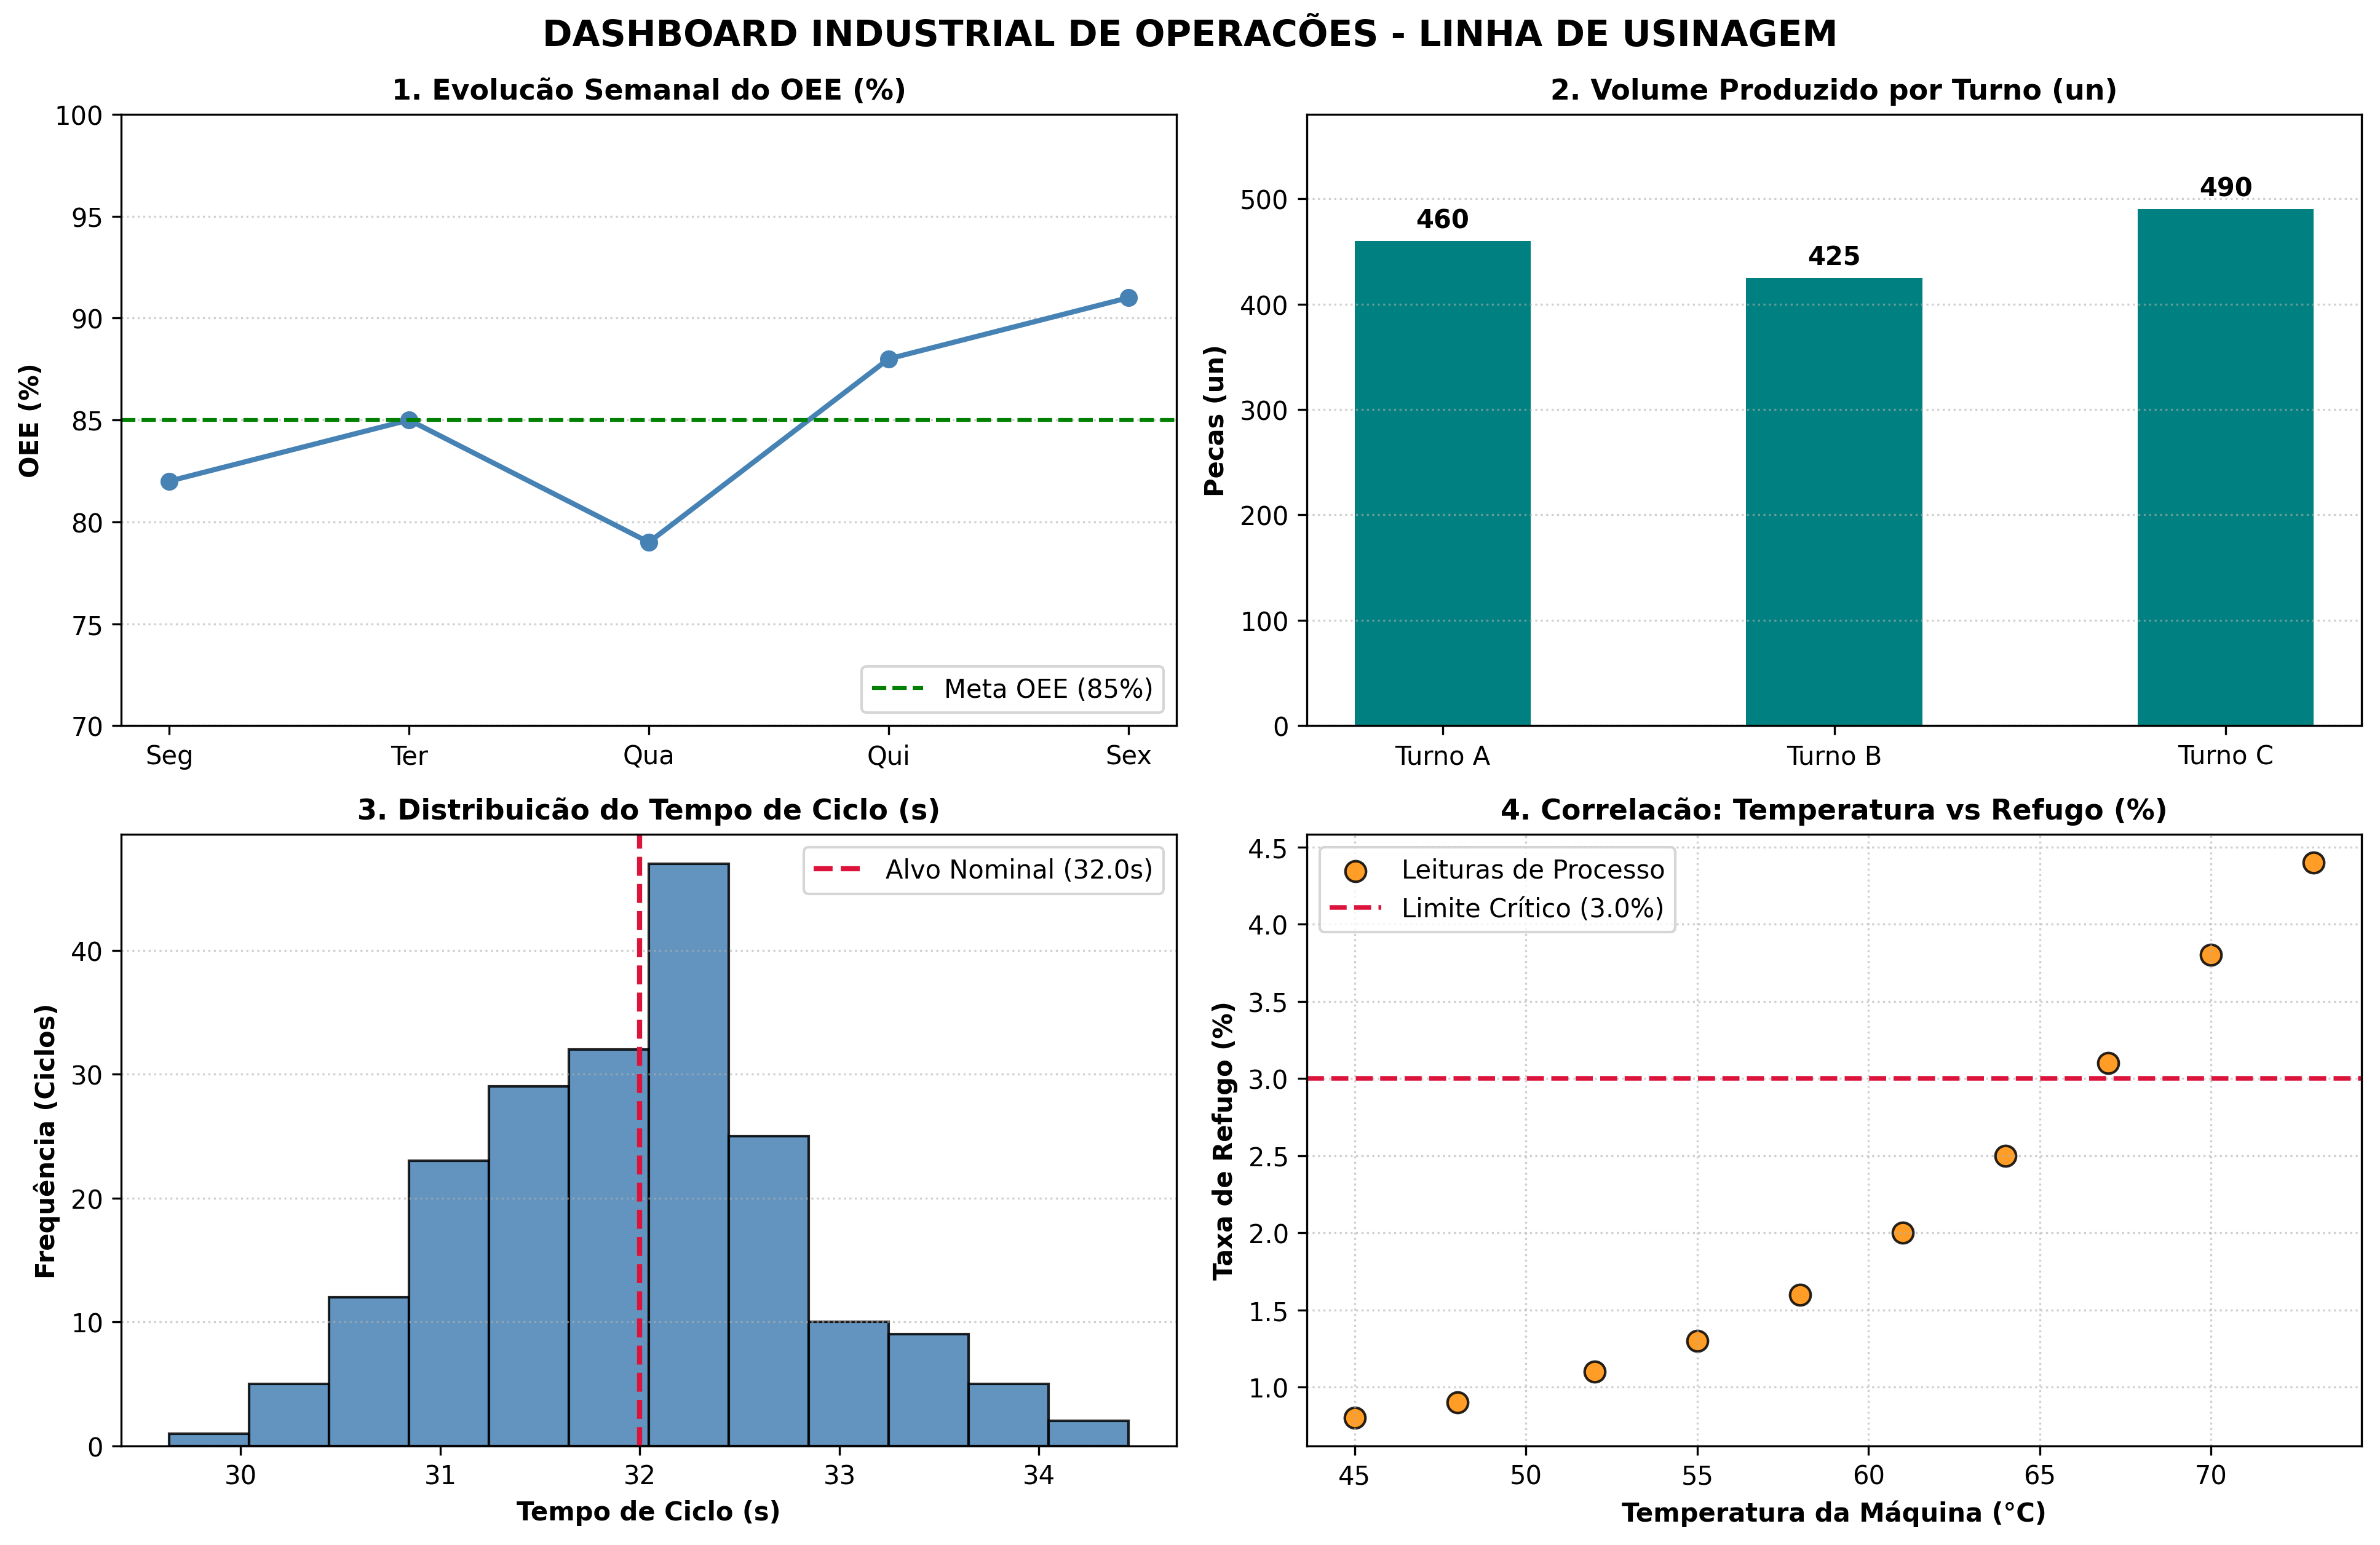 DASHBOARD INDUSTRIAL DE OPERACÕES - LINHA DE USINAGEM
1. Evolucão Semanal do OEE (%)
100
95
90
85
80
75
70
OEE (%)
Meta OEE (85%)
Seg Ter Qua Qui Sex
2. Volume Produzido por Turno (un)
500
400
300
200
100
0
Pecas (un)
460
425
490
Turno A Turno B Turno C
3. Distribuicão do Tempo de Ciclo (s)
40
30
20
10
0
Frequência (Ciclos)
Alvo Nominal (32.0s)
30 31 32 33 34
Tempo de Ciclo (s)
4. Correlacão: Temperatura vs Refugo (%)
4.5
4.0
3.5
3.0
2.5
2.0
1.5
1.0
Taxa de Refugo (%)
Leituras de Processo
Limite Crítico (3.0%)
45 50 55 60 65 70
Temperatura da Máquina (°C)